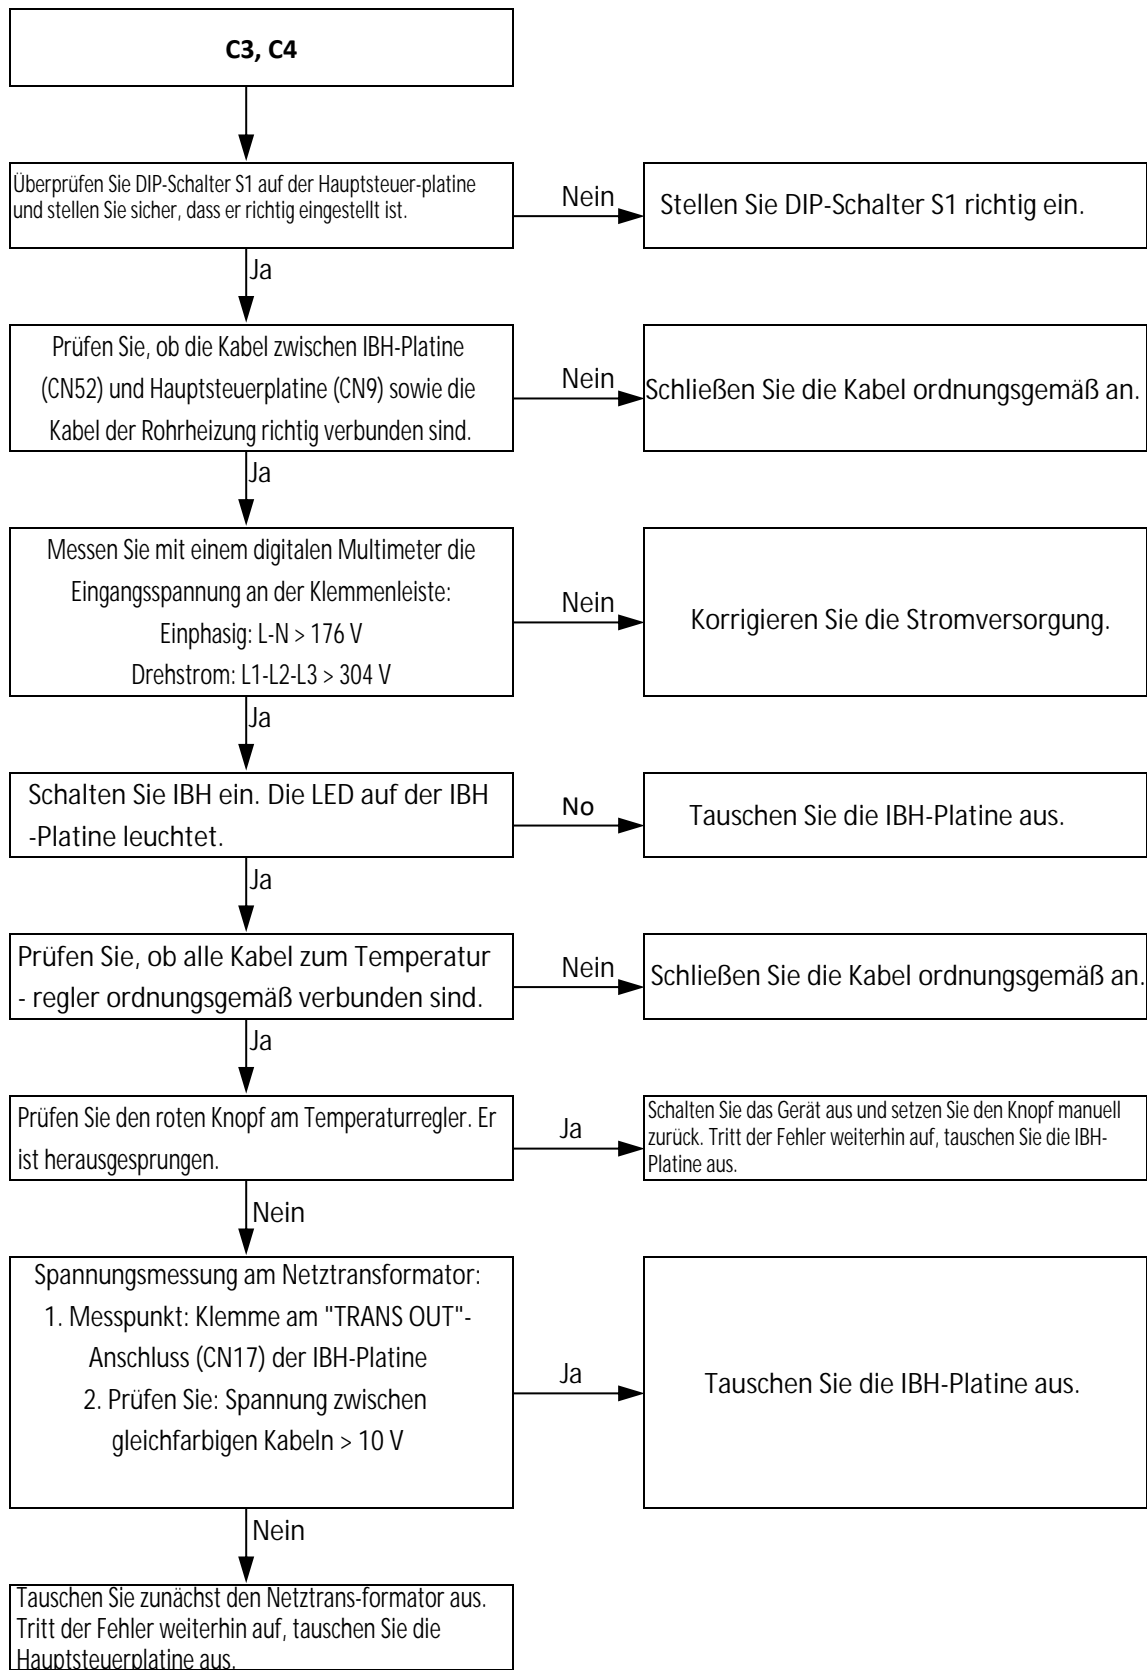 C3, C4
Überprüfen Sie DIP-Schalter S1 auf der Hauptsteuer-platine
und stellen Sie sicher, dass er richtig eingestellt ist.
Nein
Stellen Sie DIP-Schalter S1 richtig ein.
Ja
Prüfen Sie, ob die Kabel zwischen IBH-Platine
(CN52) und Hauptsteuerplatine (CN9) sowie die
Kabel der Rohrheizung richtig verbunden sind.
Nein
Schließen Sie die Kabel ordnungsgemäß an.
Ja
Messen Sie mit einem digitalen Multimeter die
Eingangsspannung an der Klemmenleiste:
Einphasig: L-N > 176 V
Drehstrom: L1-L2-L3 > 304 V
Nein
Korrigieren Sie die Stromversorgung.
Ja
Schalten Sie IBH ein. Die LED auf der IBH
-Platine leuchtet.
No
Tauschen Sie die IBH-Platine aus.
Ja
Prüfen Sie, ob alle Kabel zum Temperatur
- regler ordnungsgemäß verbunden sind.
Nein
Schließen Sie die Kabel ordnungsgemäß an.
Ja
Prüfen Sie den roten Knopf am Temperaturregler. Er
ist herausgesprungen.
Ja
Schalten Sie das Gerät aus und setzen Sie den Knopf manuell
zurück. Tritt der Fehler weiterhin auf, tauschen Sie die IBH-
Platine aus.
Nein
Spannungsmessung am Netztransformator:
1. Messpunkt: Klemme am "TRANS OUT"-
Anschluss (CN17) der IBH-Platine
2. Prüfen Sie: Spannung zwischen
gleichfarbigen Kabeln > 10 V
Ja
Tauschen Sie die IBH-Platine aus.
Nein
Tauschen Sie zunächst den Netztrans-formator aus.
Tritt der Fehler weiterhin auf, tauschen Sie die
Hauptsteuerplatine aus.